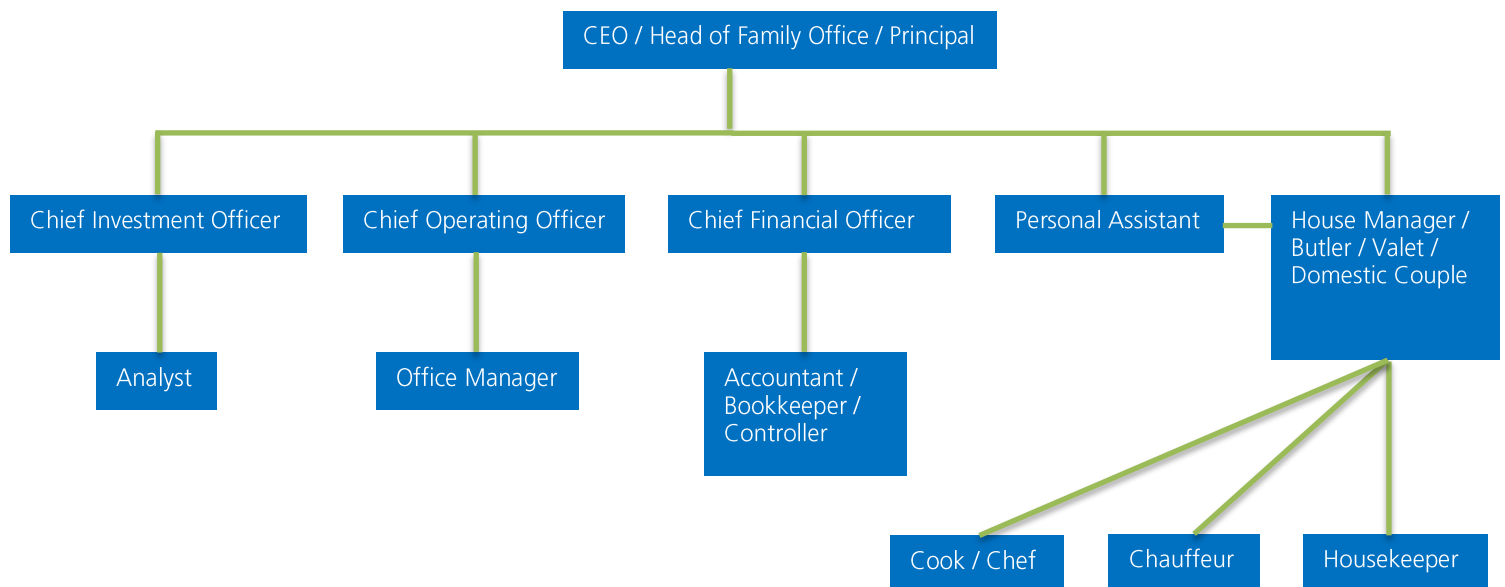 CEO / Head of Family Office / Principal
Chief Investment Officer
Chief Operating Officer
Chief Financial Officer
Personal Assistant
House Manager /
Butler / Valet /
Domestic Couple
Analyst
Office Manager
Accountant /
Bookkeeper /
Controller
Cook / Chef
Chauffeur
Housekeeper